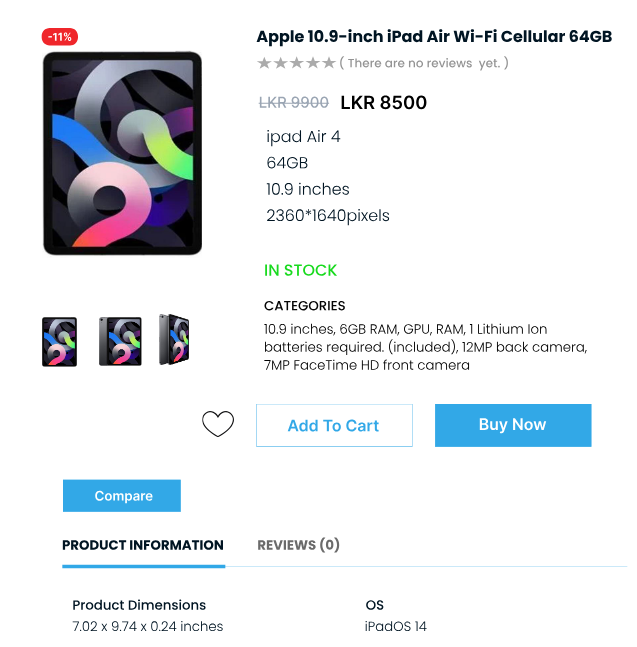 -11%
Apple 10.9-inch iPad Air Wi-Fi Cellular 64GB
( There are no reviews yet. )
LKR 9900 LKR 8500
ipad Air 4
64GB
10.9 inches
2360*1640pixels
IN STOCK
CATEGORIES
10.9 inches, 6GB RAM, GPU, RAM, 1 Lithium Ion
batteries required. (included), 12MP back camera,
7MP FaceTime HD front camera
Add To Cart
Buy Now
Compare
PRODUCT INFORMATION
REVIEWS (0)
Product Dimensions
OS
7.02 x 9.74 x 0.24 inches
iPadOS 14